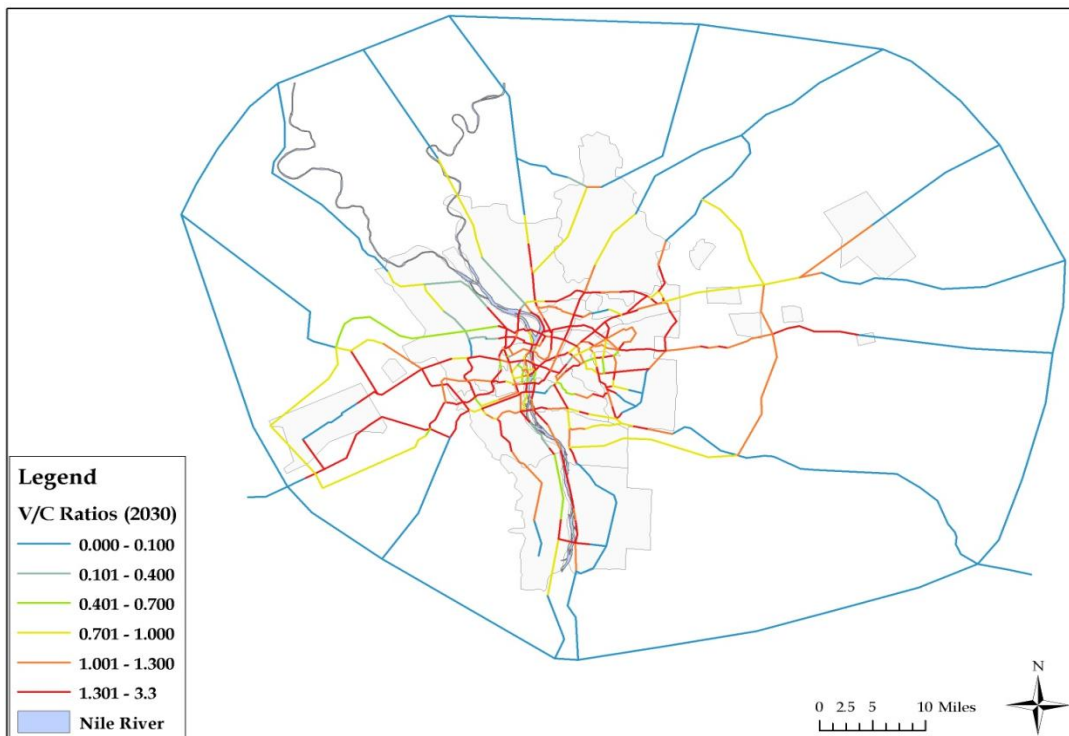 Legend
V/C Ratios (2030)
0.000 - 0.100
0.101 - 0.400
0.401 - 0.700
0.701 - 1.000
1.001 - 1.300
1.301 - 3.3
Nile River
N
0 2.5 5 10 Miles